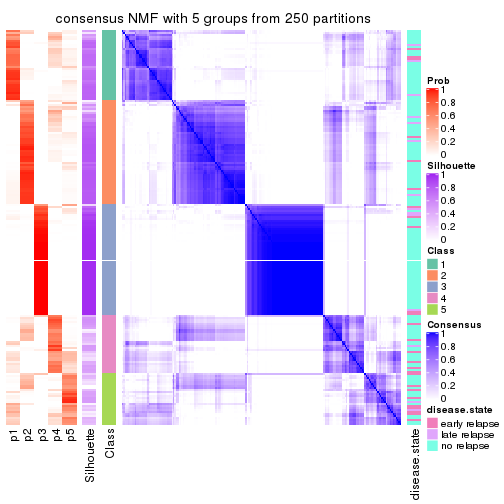 consensus NMF with 5 groups from 250 partitions
Prob
1
0.8
0.6
0.4
0.2
0
Silhouette
1
0.8
0.6
0.4
0.2
0
Class
1
2
3
4
5
Consensus
1
0.8
0.6
0.4
0.2
0
disease.state
early relapse
late relapse
no relapse
p1
p2
p3
p4
p5
Silhouette
Class
disease.state